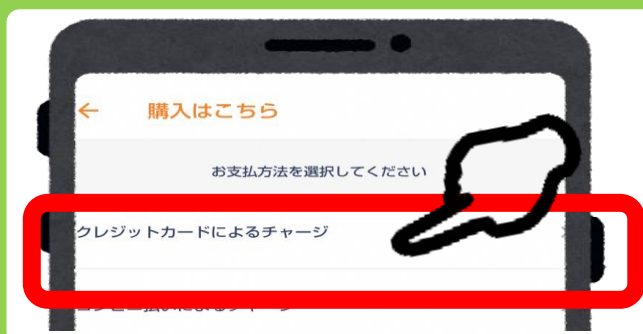 ← 購入はこちら
お支払方法を選択してください
クレジットカードによるチャージ